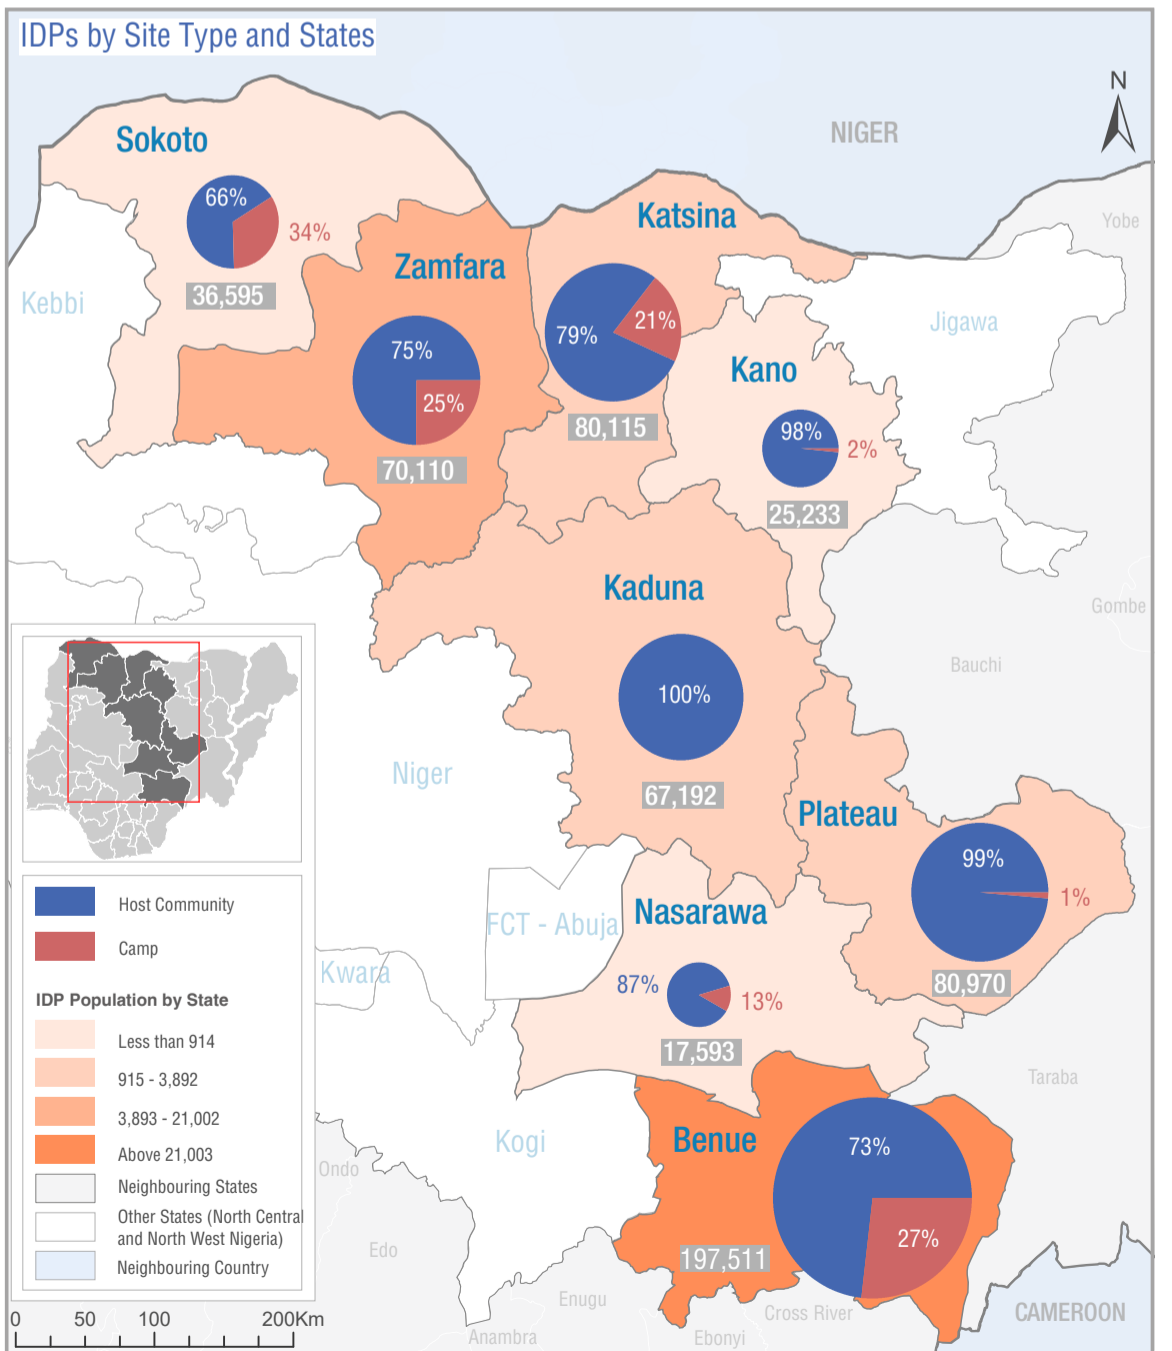 IDPs by Site Type and States
N
NIGER
Sokoto
66%
34%
36,595
Kebbi
Zamfara
75%
25%
70,110
Katsina
79%
21%
80,115
Yobe
Jigawa
Kano
98%
2%
25,233
Kaduna
100%
67,192
Gombe
Bauchi
Niger
Plateau
99%
1%
80,970
FCT - Abuja
Nasarawa
87%
13%
17,593
Kwara
Taraba
Kogi
Benue
73%
27%
197,511
Ondo
Edo
Enugu
Anambra
Ebonyi
Cross River
CAMEROON
Host Community
Camp
IDP Population by State
Less than 914
915 - 3,892
3,893 - 21,002
Above 21,003
Neighbouring States
Other States (North Central
and North West Nigeria)
Neighbouring Country
0 50 100 200Km